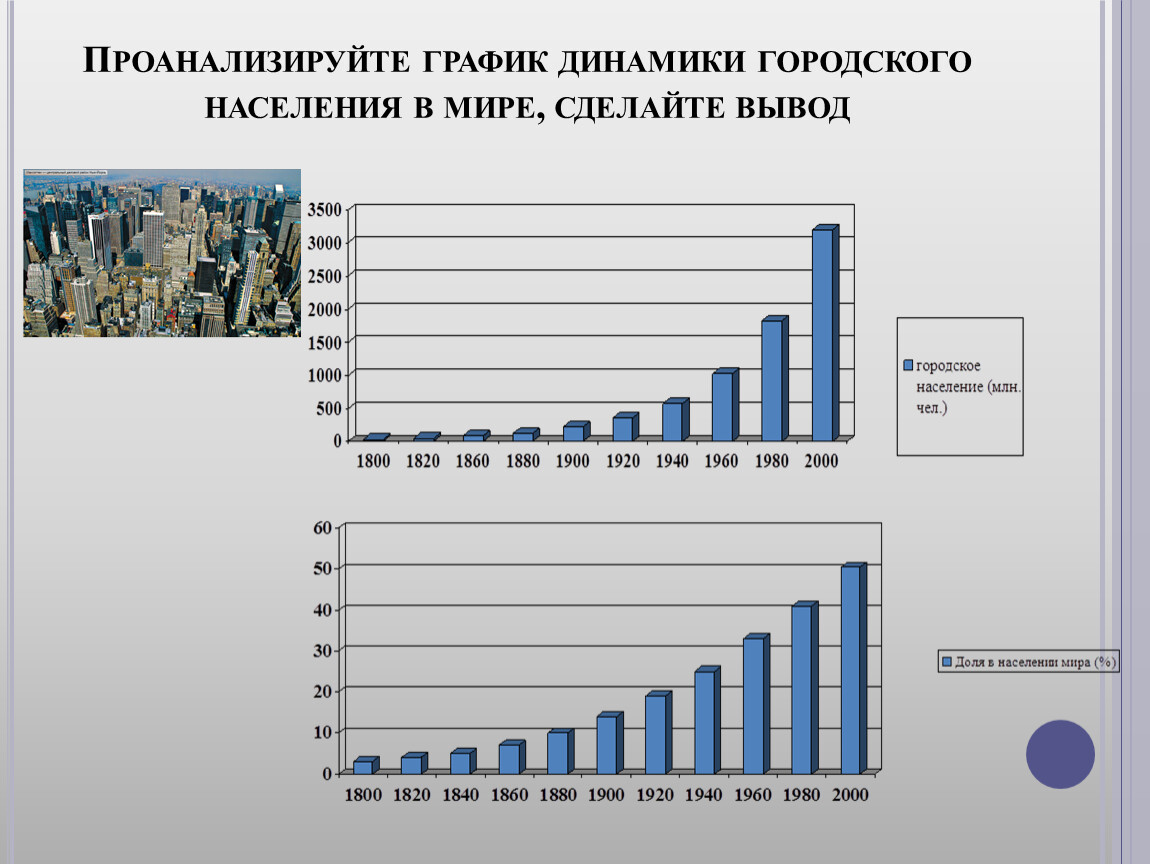 ПРОАНАЛИЗИРУЙТЕ ГРАФИК ДИНАМИКИ ГОРОДСКОГО
НАСЕЛЕНИЯ В МИРЕ, СДЕЛАЙТЕ ВЫВОД
3500
3000
2500
2000
1500
1000
500
0
1800 1820 1860 1880 1900 1920 1940 1960 1980 2000
городское
население (млн.
чел.)
60
50
40
30
20
10
0
1800 1820 1840 1860 1880 1900 1920 1940 1960 1980 2000
Доля в населении мира (%)